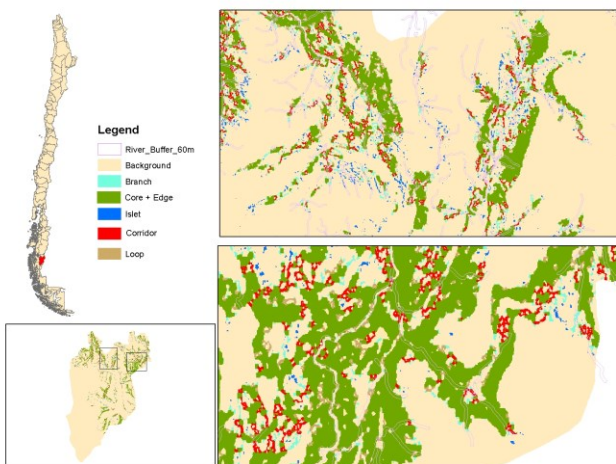 Legend
River_Buffer_60m
Background
Branch
Core + Edge
Islet
Corridor
Loop